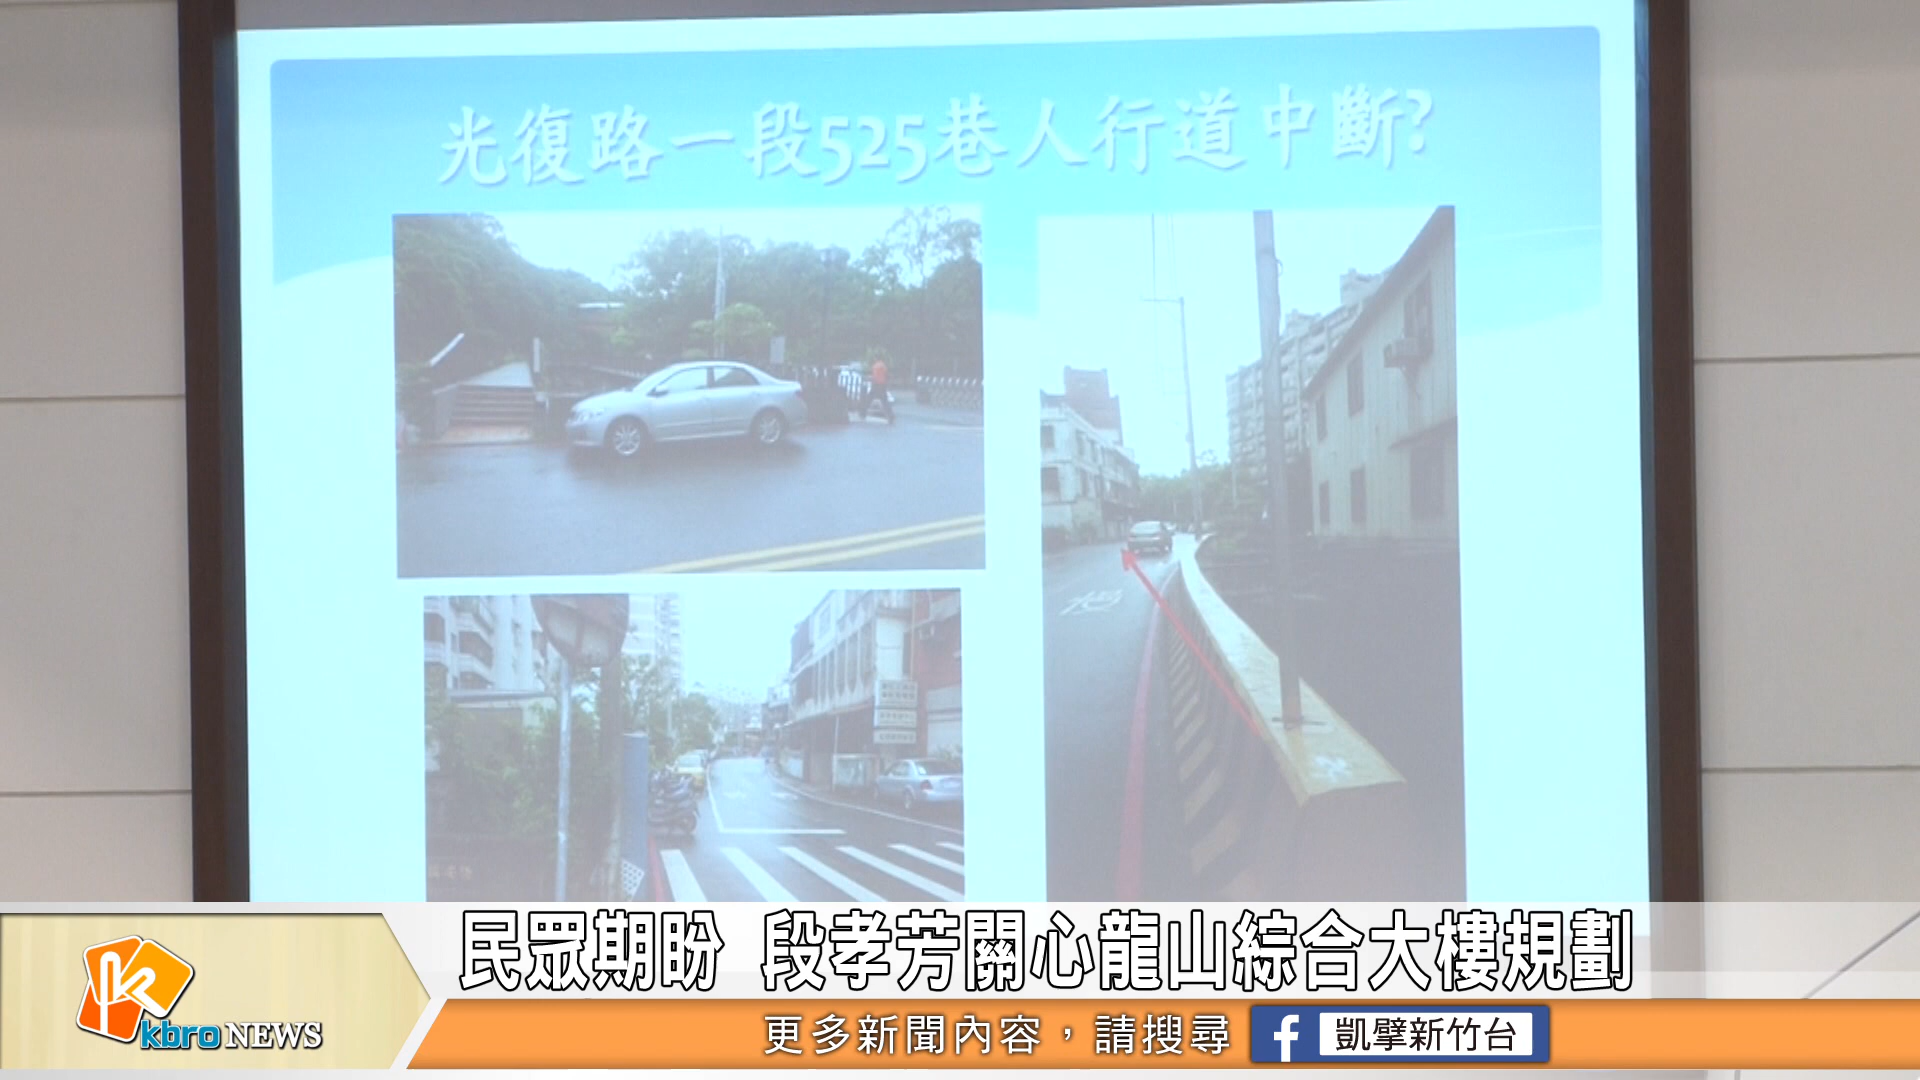 光復路一段525巷人行道中斷?
民眾期盼 段孝芳關心龍山綜合大樓規劃
kbro NEWS
更多新聞內容，請搜尋 f 凱擘新竹台